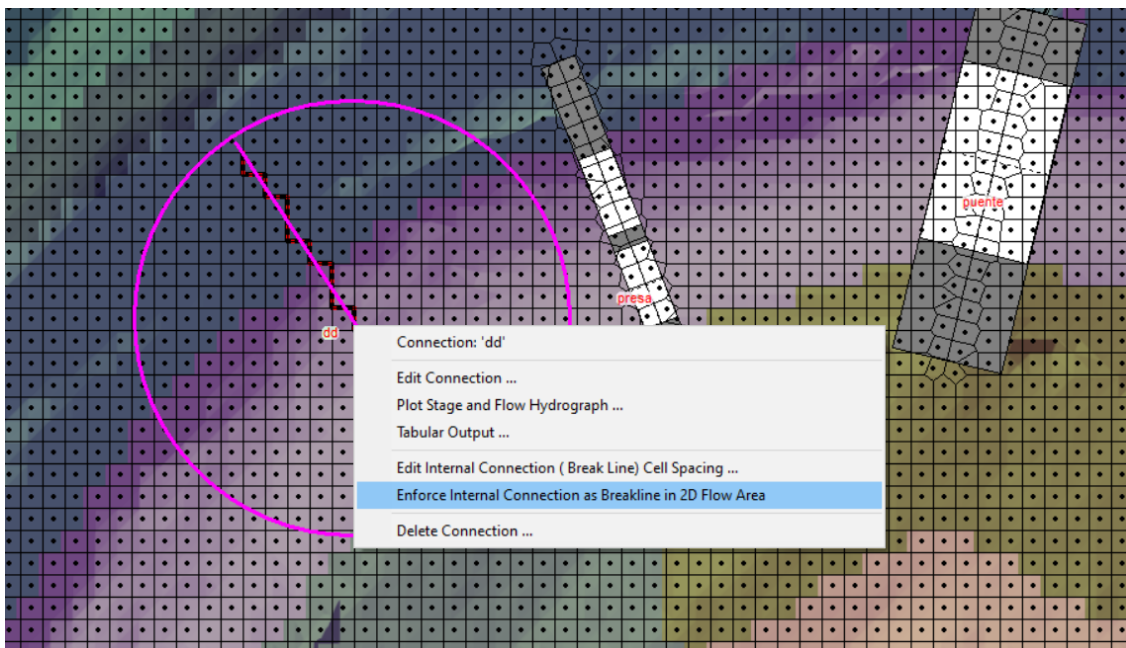 puente
presa
dd
Connection: 'dd'
Edit Connection ...
Plot Stage and Flow Hydrograph ...
Tabular Output ...
Edit Internal Connection ( Break Line) Cell Spacing ...
Enforce Internal Connection as Breakline in 2D Flow Area
Delete Connection ...